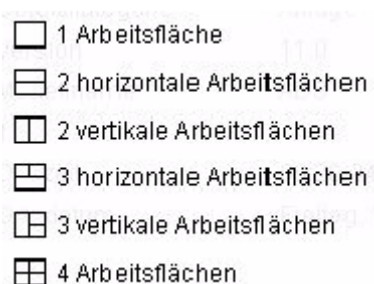 1 Arbeitsfläche
2 horizontale Arbeitsflächen
2 vertikale Arbeitsflächen
3 horizontale Arbeitsflächen
3 vertikale Arbeitsflächen
4 Arbeitsflächen